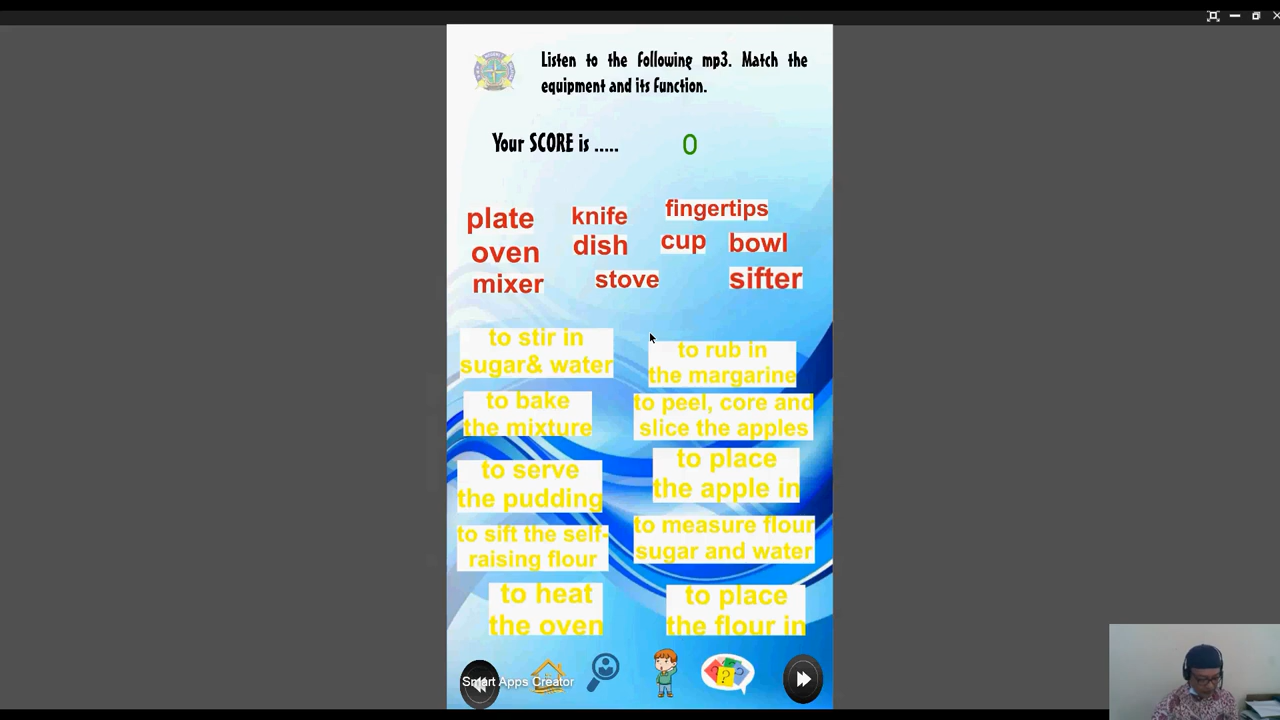 Listen to the following mp3. Match the
equipment and its function.
Your SCORE is ..... 0
plate knife fingertips
oven dish cup bowl
mixer stove sifter
to stir in
sugar& water
to rub in
the margarine
to bake
the mixture
to peel, core and
slice the apples
to serve
the pudding
to place
the apple in
to sift the self-
raising flour
to measure flour
sugar and water
to heat
the oven
to place
the flour in
Smart Apps Creator